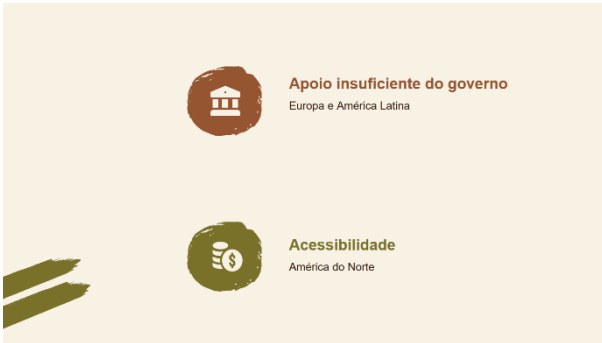 Apoio insuficiente do governo
Europa e América Latina
Acessibilidade
América do Norte